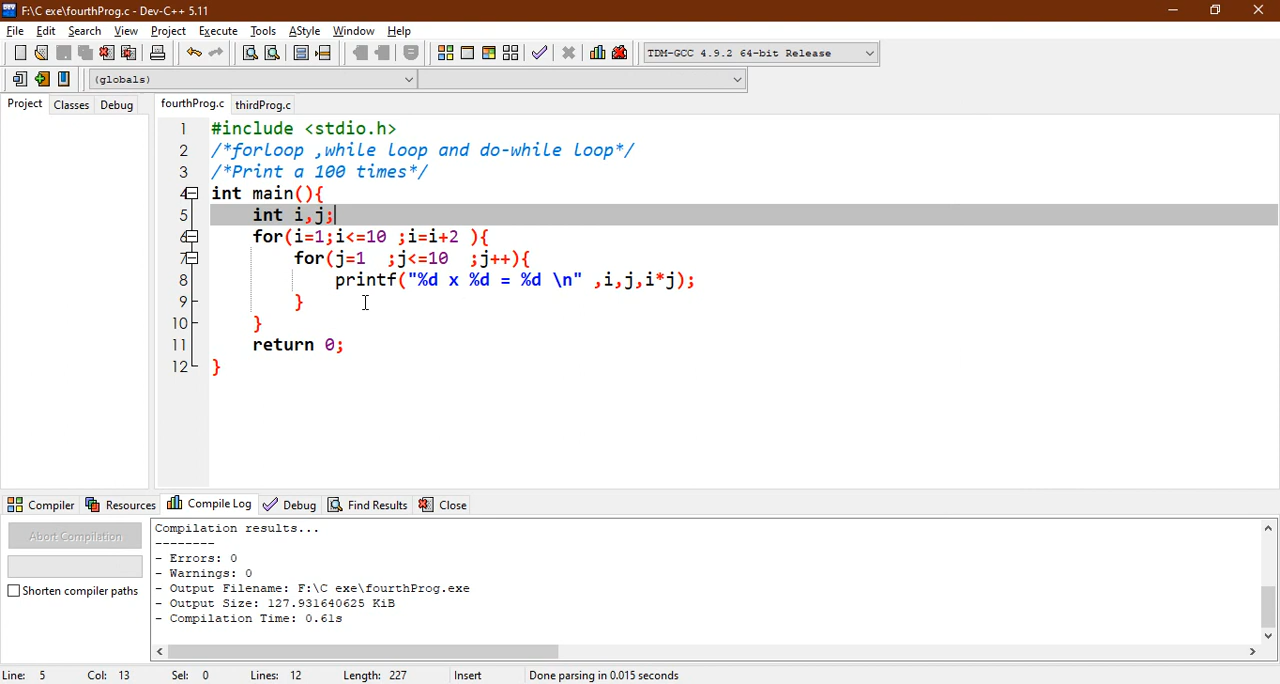 F:\C exe\fourthProg.c - Dev-C++ 5.11
File Edit Search View Project Execute Tools AStyle Window Help
TDM-GCC 4.9.2 64-bit Release
(globals)
Project Classes Debug fourthProg.c thirdProg.c
1 #include <stdio.h>
2 /*forloop ,while loop and do-while loop*/
3 /*Print a 100 times*/
4 int main(){
5 int i,j;
6 for(i=1;i<=10 ;i=i+2 ){
7 for(j=1 ;j<=10 ;j++){
8 printf("%d x %d = %d \n" ,i,j,i*j);
9 }
10 }
11 return 0;
12 }
Compiler Resources Compile Log Debug Find Results Close
Abort Compilation
Shorten compiler paths
Compilation results...
--------
- Errors: 0
- Warnings: 0
- Output Filename: F:\C exe\fourthProg.exe
- Output Size: 127.931640625 KiB
- Compilation Time: 0.61s
Line: 5 Col: 13 Sel: 0 Lines: 12 Length: 227 Insert Done parsing in 0.015 seconds